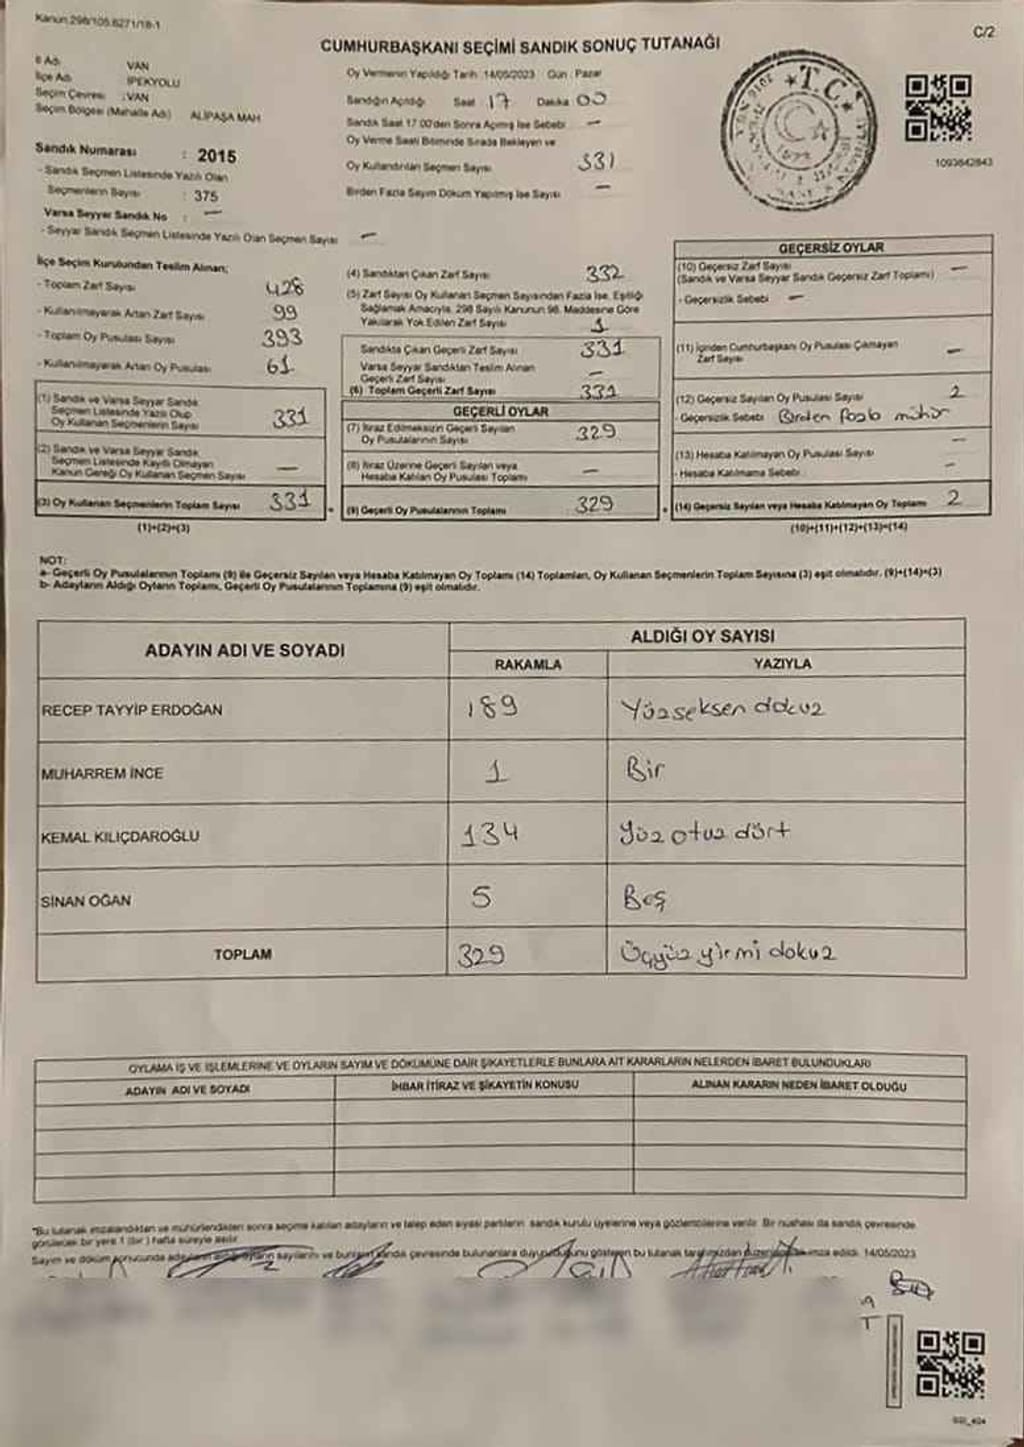 Kanun 298/105.6271/18-1
C/2
CUMHURBAŞKANI SEÇİMİ SANDIK SONUÇ TUTANAĞI
İl Adı VAN
İlçe Adı İPEKYOLU
Seçim Çevresi : VAN
Seçim Bölgesi (Mahalle Adı) ALİPAŞA MAH
Sandık Numarası : 2015
- Sandık Seçmen Listesinde Yazılı Olan
Seçmenlerin Sayısı : 375
Varsa Seyyar Sandık No : —
- Seyyar Sandık Seçmen Listesinde Yazılı Olan Seçmen Sayısı —
Oy Vermenin Yapıldığı Tarih: 14/05/2023 Gün : Pazar
Sandığın Açıldığı Saat 17 Dakika 00
Sandık Saat 17.00'den Sonra Açılmış İse Sebebi —
Oy Verme Saati Bitiminde Sırada Bekleyen ve
Oy Kullandırılan Seçmen Sayısı 331
Birden Fazla Sayım Döküm Yapılmış İse Sayısı —
T.C.
1093642843
İlçe Seçim Kurulundan Teslim Alınan;
- Toplam Zarf Sayısı 428
- Kullanılmayarak Artan Zarf Sayısı 99
- Toplam Oy Pusulası Sayısı 393
- Kullanılmayarak Artan Oy Pusulası 61
(1) Sandık ve Varsa Seyyar Sandık
Seçmen Listesinde Yazılı Olup
Oy Kullanan Seçmenlerin Sayısı 331
(2) Sandık ve Varsa Seyyar Sandık
Seçmen Listesinde Kayıtlı Olmayan
Kanun Gereği Oy Kullanan Seçmen Sayısı —
(3) Oy Kullanan Seçmenlerin Toplam Sayısı 331
(1)+(2)=(3)
(4) Sandıktan Çıkan Zarf Sayısı 332
(5) Zarf Sayısı Oy Kullanan Seçmen Sayısından Fazla İse, Eşitliği
Sağlamak Amacıyla, 298 Sayılı Kanunun 98. Maddesine Göre
Yakılarak Yok Edilen Zarf Sayısı 1
Sandıkta Çıkan Geçerli Zarf Sayısı 331
Varsa Seyyar Sandıktan Teslim Alınan
Geçerli Zarf Sayısı —
(6) Toplam Geçerli Zarf Sayısı 331
GEÇERLİ OYLAR
(7) İtiraz Edilmeksizin Geçerli Sayılan
Oy Pusulalarının Sayısı 329
(8) İtiraz Üzerine Geçerli Sayılan veya
Hesaba Katılan Oy Pusulası Toplamı —
(9) Geçerli Oy Pusulalarının Toplamı 329
GEÇERSİZ OYLAR
(10) Geçersiz Zarf Sayısı —
(Sandık ve Varsa Seyyar Sandık Geçersiz Zarf Toplamı)
- Geçersizlik Sebebi —
(11) İçinden Cumhurbaşkanı Oy Pusulası Çıkmayan
Zarf Sayısı —
(12) Geçersiz Sayılan Oy Pusulası Sayısı 2
- Geçersizlik Sebebi Birden fazla mühür
(13) Hesaba Katılmayan Oy Pusulası Sayısı —
- Hesaba Katılmama Sebebi —
(14) Geçersiz Sayılan veya Hesaba Katılmayan Oy Toplamı 2
(10)+(11)+(12)+(13)=(14)
NOT:
a- Geçerli Oy Pusulalarının Toplamı (9) ile Geçersiz Sayılan veya Hesaba Katılmayan Oy Toplamı (14) Toplamları, Oy Kullanan Seçmenlerin Toplam Sayısına (3) eşit olmalıdır. (9)+(14)=(3)
b- Adayların Aldığı Oyların Toplamı, Geçerli Oy Pusulalarının Toplamına (9) eşit olmalıdır.
ADAYIN ADI VE SOYADI ALDIĞI OY SAYISI
RAKAMLA YAZIYLA
RECEP TAYYİP ERDOĞAN 189 Yüzseksen dokuz
MUHARREM İNCE 1 Bir
KEMAL KILIÇDAROĞLU 134 Yüz otuz dört
SİNAN OĞAN 5 Beş
TOPLAM 329 Üçyüz yirmi dokuz
OYLAMA İŞ VE İŞLEMLERİNE VE OYLARIN SAYIM VE DÖKÜMÜNE DAİR ŞİKAYETLERLE BUNLARA AİT KARARLARIN NELERDEN İBARET BULUNDUKLARI
ADAYIN ADI VE SOYADI İHBAR İTİRAZ VE ŞİKAYETİN KONUSU ALINAN KARARIN NEDEN İBARET OLDUĞU
*Bu tutanak imzalandıktan ve mühürlendikten sonra seçime katılan adayların ve talep eden siyasi partilerin sandık kurulu üyelerine veya gözlemcilerine verilir. Bir nüshası da sandık çevresinde
görülecek bir yere 1 (bir) hafta süreyle asılır.
Sayım ve döküm sonucunda adayların aldığı oyların sayılarını ve bunların sandık çevresinde bulunanlara duyurulduğunu gösteren bu tutanak tarafımızdan düzenlenip imza edildi. 14/05/2023